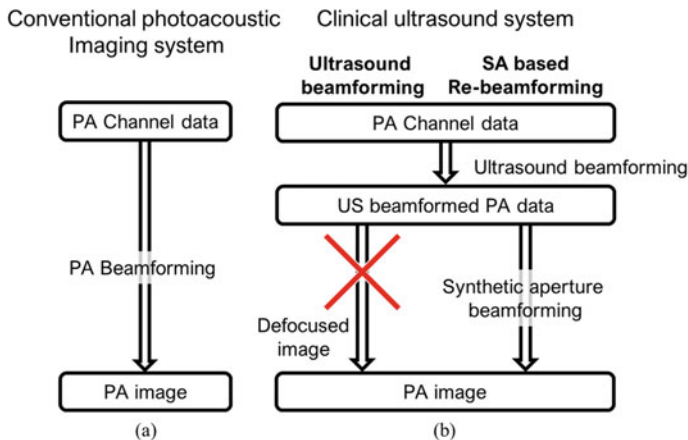 Conventional photoacoustic
Imaging system
PA Channel data
PA Beamforming
PA image
(a)
Clinical ultrasound system
Ultrasound
beamforming
SA based
Re-beamforming
PA Channel data
Ultrasound beamforming
US beamformed PA data
Defocused
image
Synthetic aperture
beamforming
PA image
(b)